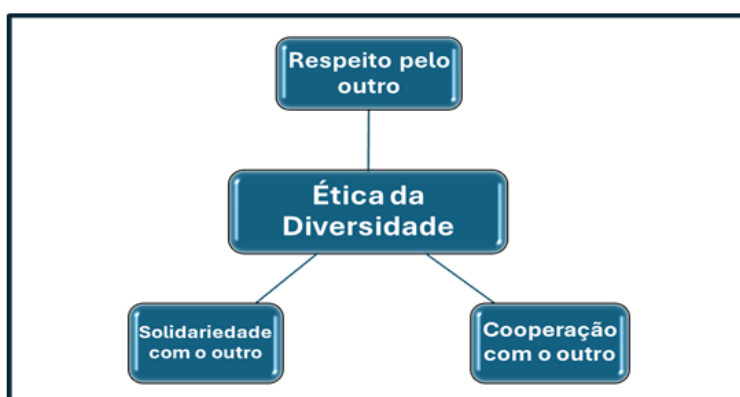 Respeito pelo
outro
Ética da
Diversidade
Solidariedade
com o outro
Cooperação
com o outro